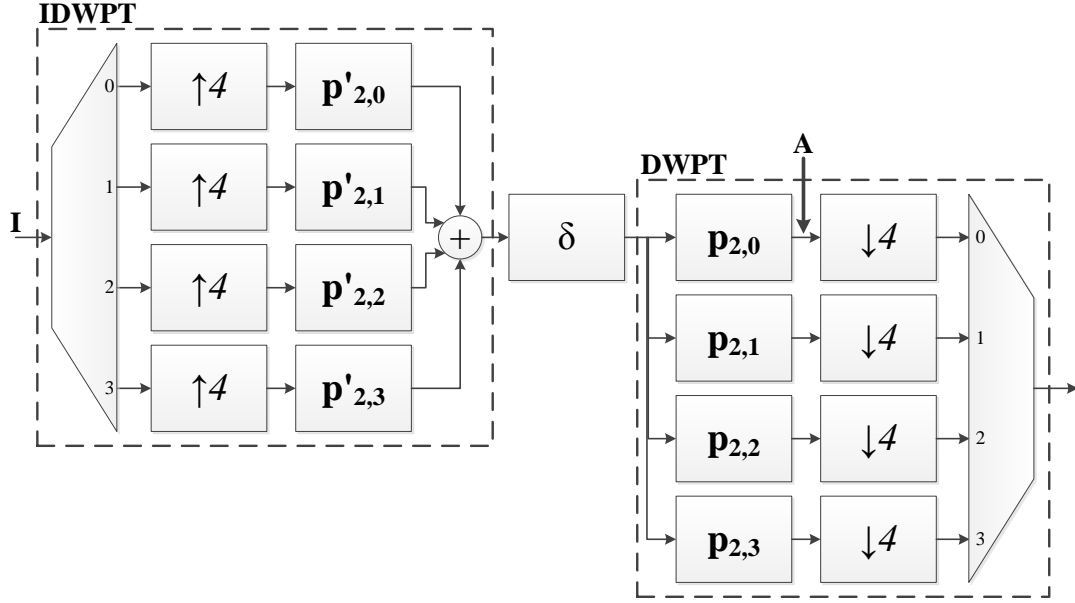 IDWPT
0 ↑4 p'2,0
1 ↑4 p'2,1
2 ↑4 p'2,2
3 ↑4 p'2,3
I
+
δ
A
DWPT
p2,0 ↓4 0
p2,1 ↓4 1
p2,2 ↓4 2
p2,3 ↓4 3